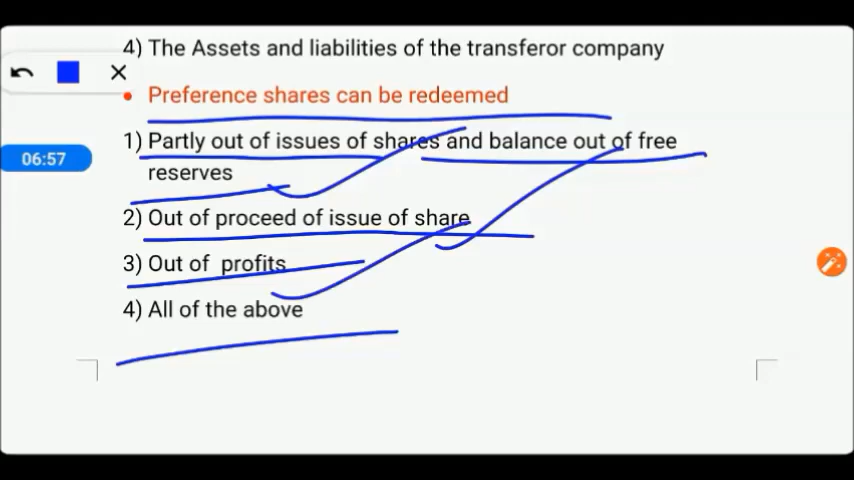 4) The Assets and liabilities of the transferor company
• Preference shares can be redeemed
1) Partly out of issues of shares and balance out of free
06:57
reserves
2) Out of proceed of issue of share
3) Out of profits
4) All of the above